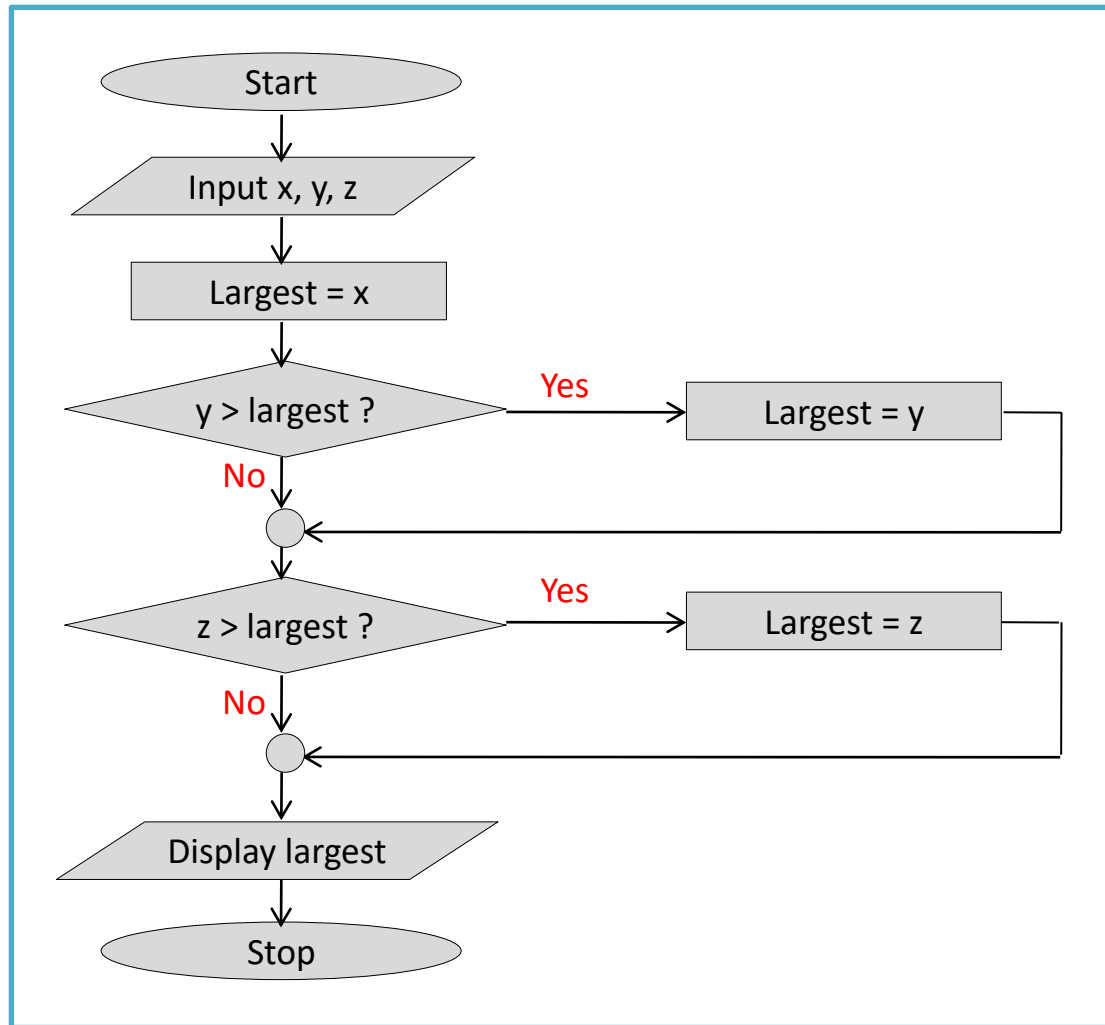 Start
Input x, y, z
Largest = x
y > largest ?
Yes
Largest = y
No
z > largest ?
Yes
Largest = z
No
Display largest
Stop